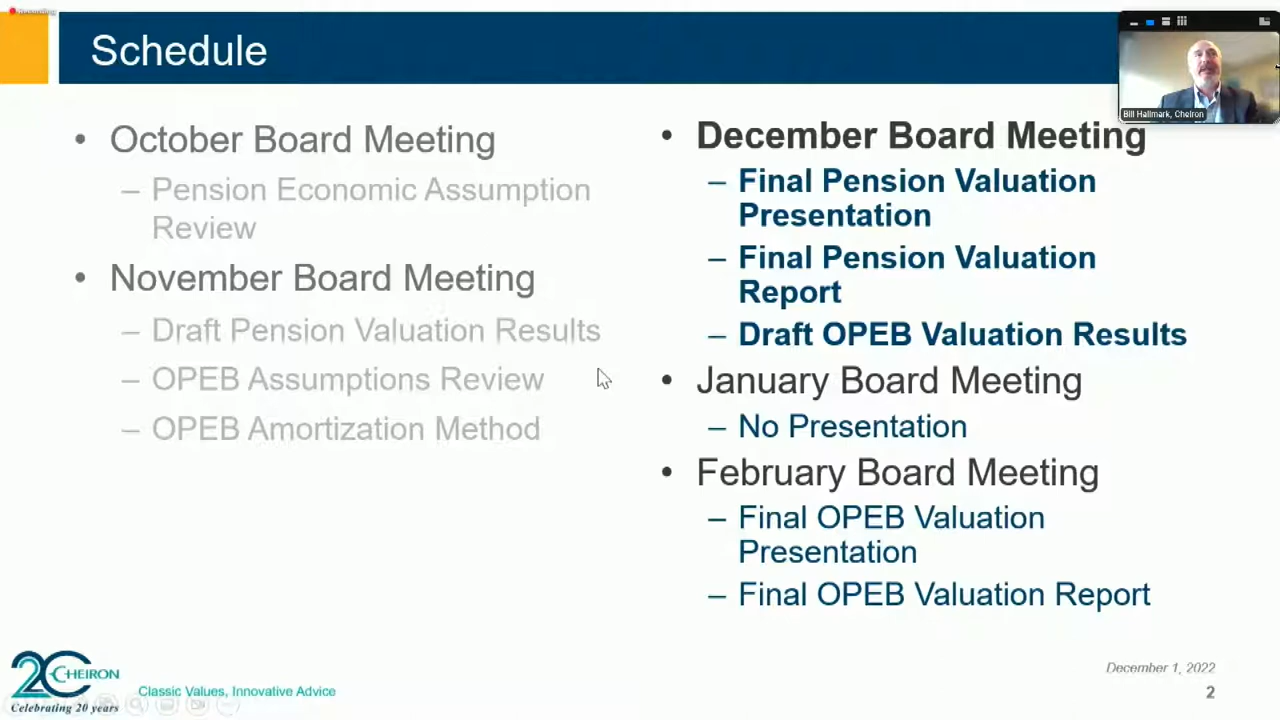 Recording
Schedule
Bill Hallmark, Cheiron
• October Board Meeting
– Pension Economic Assumption
Review
• November Board Meeting
– Draft Pension Valuation Results
– OPEB Assumptions Review
– OPEB Amortization Method
• December Board Meeting
– Final Pension Valuation
Presentation
– Final Pension Valuation
Report
– Draft OPEB Valuation Results
• January Board Meeting
– No Presentation
• February Board Meeting
– Final OPEB Valuation
Presentation
– Final OPEB Valuation Report
20 CHEIRON
Celebrating 20 years
Classic Values, Innovative Advice
December 1, 2022
2